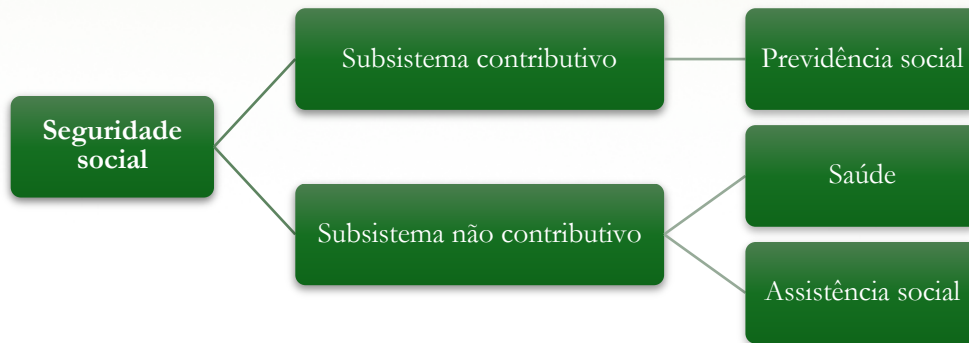 Seguridade
social
Subsistema contributivo
Previdência social
Subsistema não contributivo
Saúde
Assistência social